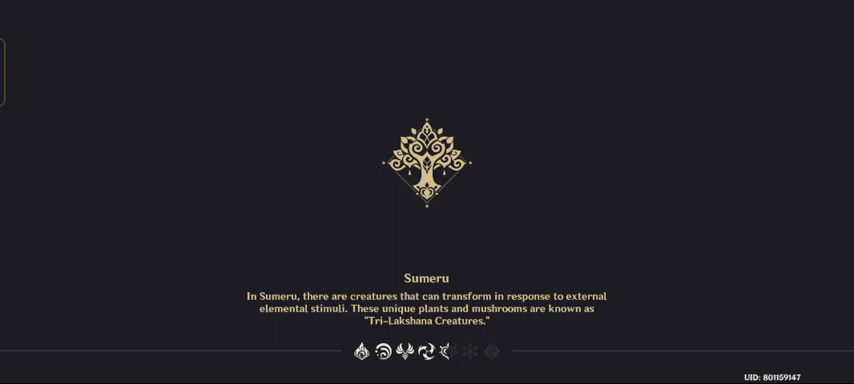 Sumeru
In Sumeru, there are creatures that can transform in response to external
elemental stimuli. These unique plants and mushrooms are known as
"Tri-Lakshana Creatures."
UID: 801159147